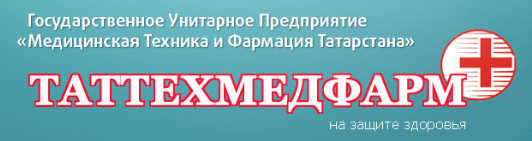 Государственное Унитарное Предприятие
«Медицинская Техника и Фармация Татарстана»
ТАТТЕХМЕДФАРМ
на защите здоровья